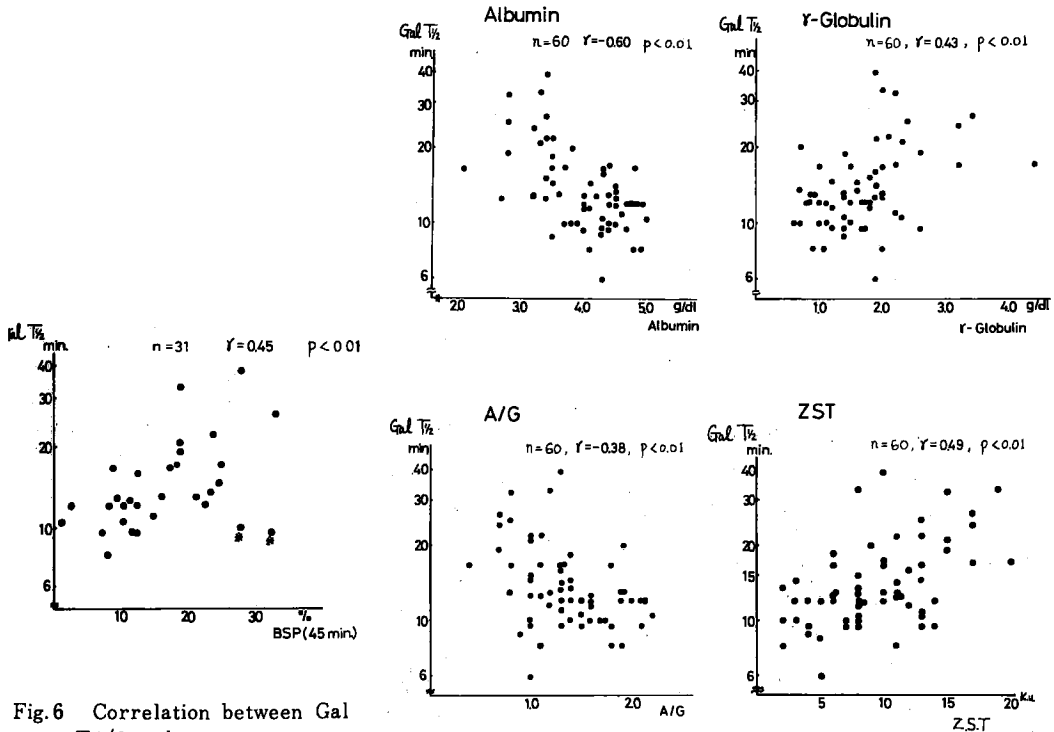 Albumin
Gal T½
min.
n=60 r=-0.60 p<0.01
40
30
20
10
6
2.0 3.0 4.0 5.0 g/dl
Albumin
γ-Globulin
Gal T½
min
n=60, r=0.43, p<0.01
40
30
20
10
6
1.0 2.0 3.0 4.0 g/dl
γ-Globulin
Gal T½
min.
n=31 r=0.45 p<0.01
40
30
20
10
6
* *
10 20 30 %
BSP (45 min.)
Fig. 6 Correlation between Gal
A/G
Gal T½
min
n=60, r=-0.38, p<0.01
40
30
20
10
6
1.0 2.0
A/G
ZST
Gal T½
min.
n=60, r=0.49, p<0.01
40
30
20
15
10
6
5 10 15 20 K.u.
Z.S.T